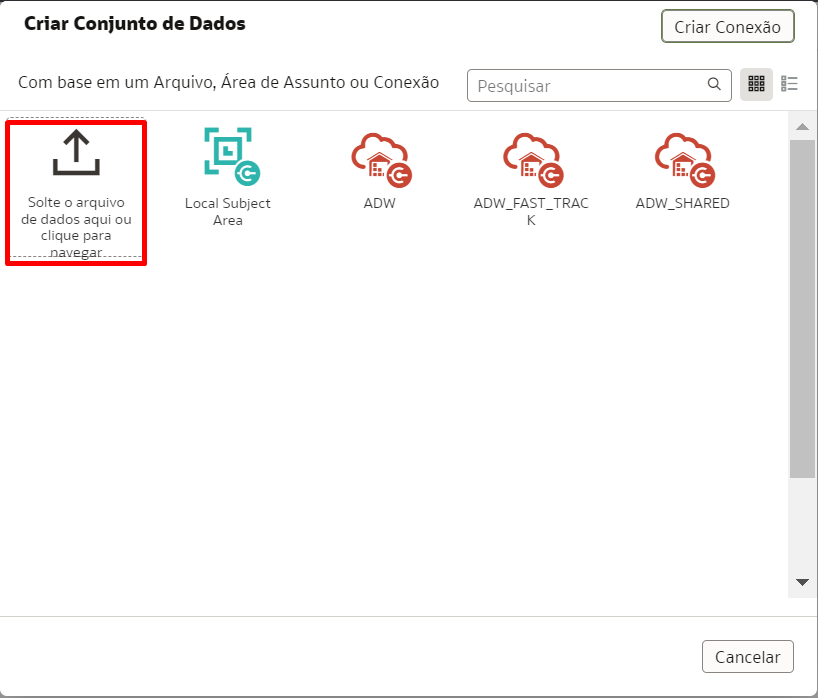 Criar Conjunto de Dados
Criar Conexão
Com base em um Arquivo, Área de Assunto ou Conexão
Pesquisar
Solte o arquivo
de dados aqui ou
clique para
navegar
Local Subject
Area
ADW
ADW_FAST_TRAC
K
ADW_SHARED
Cancelar